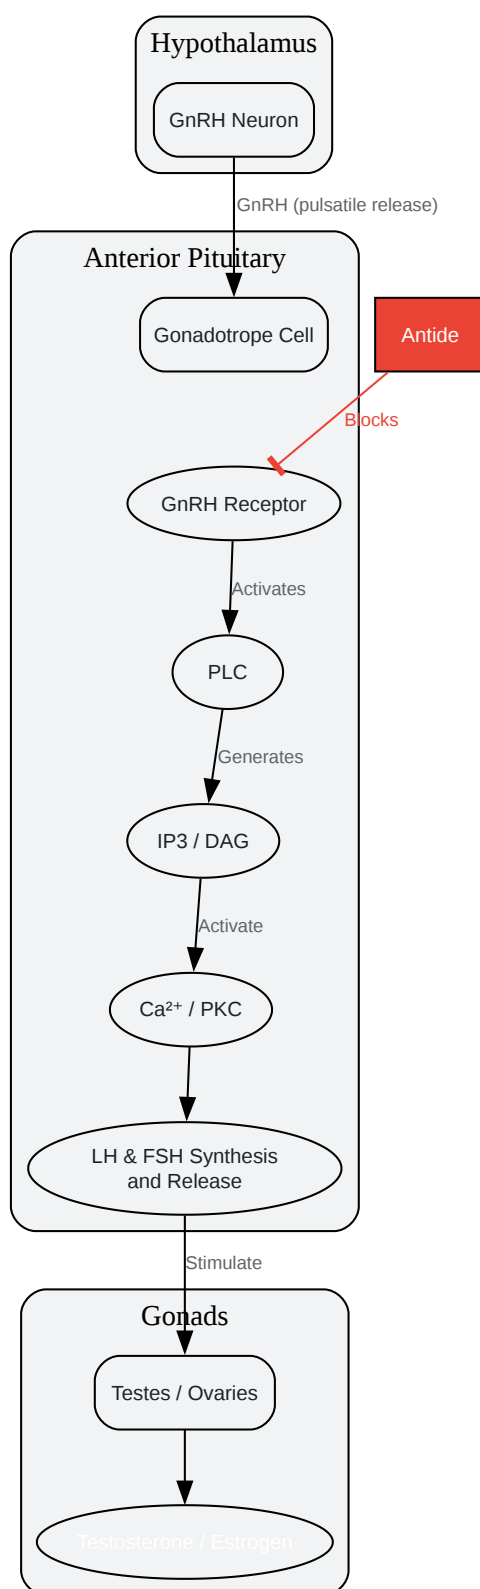 Hypothalamus
GnRH Neuron
GnRH (pulsatile release)
Anterior Pituitary
Gonadotrope Cell
Antide
Blocks
GnRH Receptor
Activates
PLC
Generates
IP3 / DAG
Activate
Ca²⁺ / PKC
LH & FSH Synthesis
and Release
Stimulate
Gonads
Testes / Ovaries
Testosterone / Estrogen